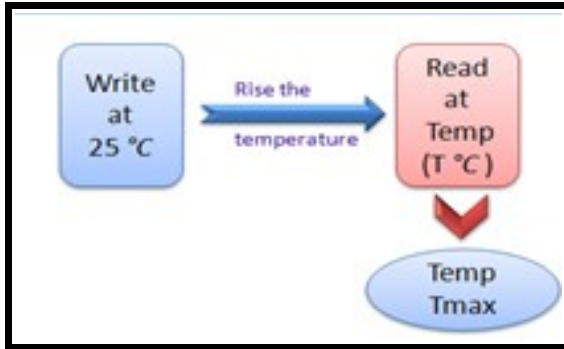 Write
at
25 °C
Rise the
temperature
Read
at
Temp
(T °C )
Temp
Tmax